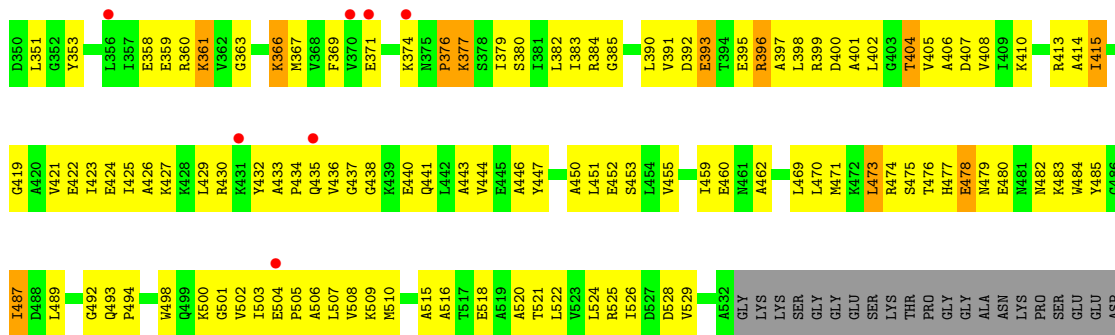 D350 L351 G352 Y353 L356 I357 E358 E359 R360 K361 V362 G363 K366 M367 V368 F369 V370 E371 K374 N375 P376 K377 S378 I379 S380 I381 L382 I383 R384 G385 L390 V391 D392 E393 T394 E395 R396 A397 L398 R399 D400 A401 L402 G403 T404 V405 A406 D407 V408 I409 K410 R413 A414 I415
G419 A420 V421 E422 I423 E424 I425 A426 K427 K428 L429 R430 K431 Y432 A433 P434 Q435 V436 G437 G438 K439 E440 Q441 L442 A443 V444 E445 A446 Y447 A450 L451 E452 S453 L454 V455 I459 E460 N461 A462 L469 L470 M471 K472 L473 R474 S475 T476 H477 E478 N479 E480 N481 N482 K483 W484 Y485 G486
I487 D488 L489 G492 Q493 P494 W498 Q499 K500 G501 V502 I503 E504 P505 A506 L507 V508 K509 M510 A515 A516 T517 E518 A519 A520 T521 L522 V523 L524 R525 I526 D527 D528 V529 A532 GLY LYS LYS SER GLY GLY GLU SER LYS THR PRO GLY GLY ALA ASN LYS PRO SER GLU GLU ASP